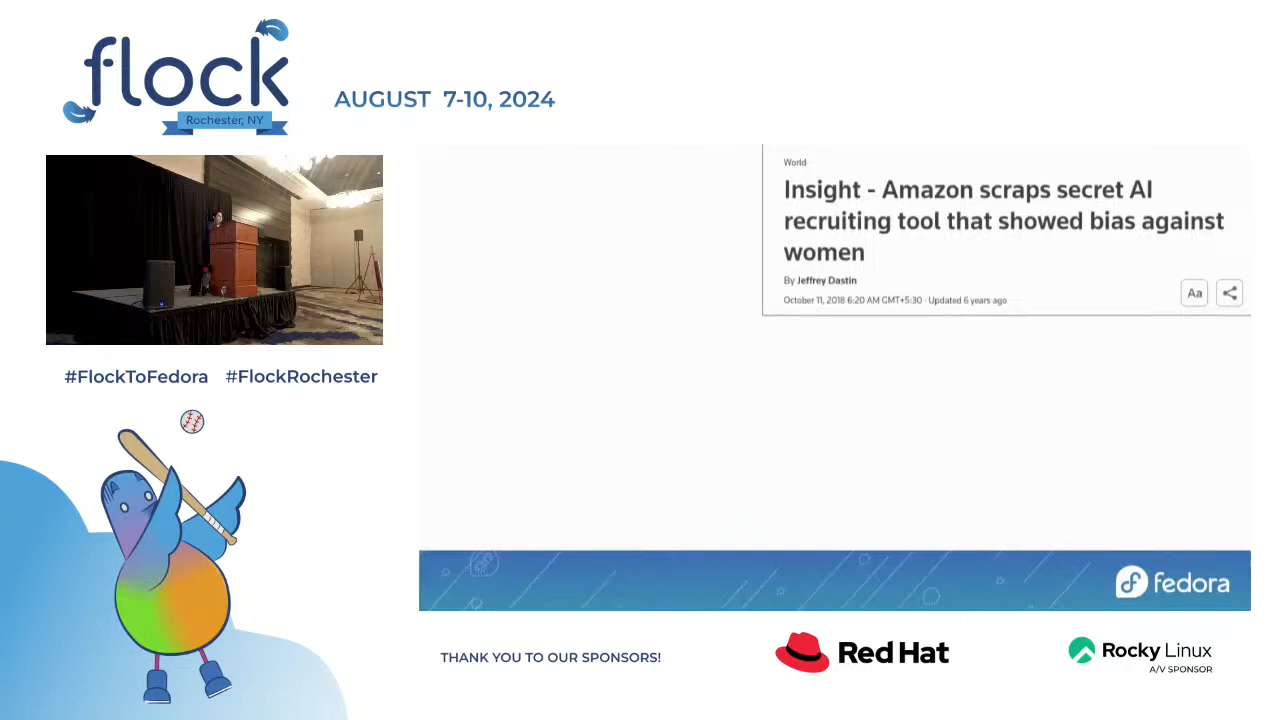 flock
Rochester, NY
AUGUST 7-10, 2024
World
Insight - Amazon scraps secret AI
recruiting tool that showed bias against
women
By Jeffrey Dastin
October 11, 2018 6:20 AM GMT+5:30 · Updated 6 years ago
Aa
#FlockToFedora #FlockRochester
fedora
THANK YOU TO OUR SPONSORS!
Red Hat
Rocky Linux
A/V SPONSOR